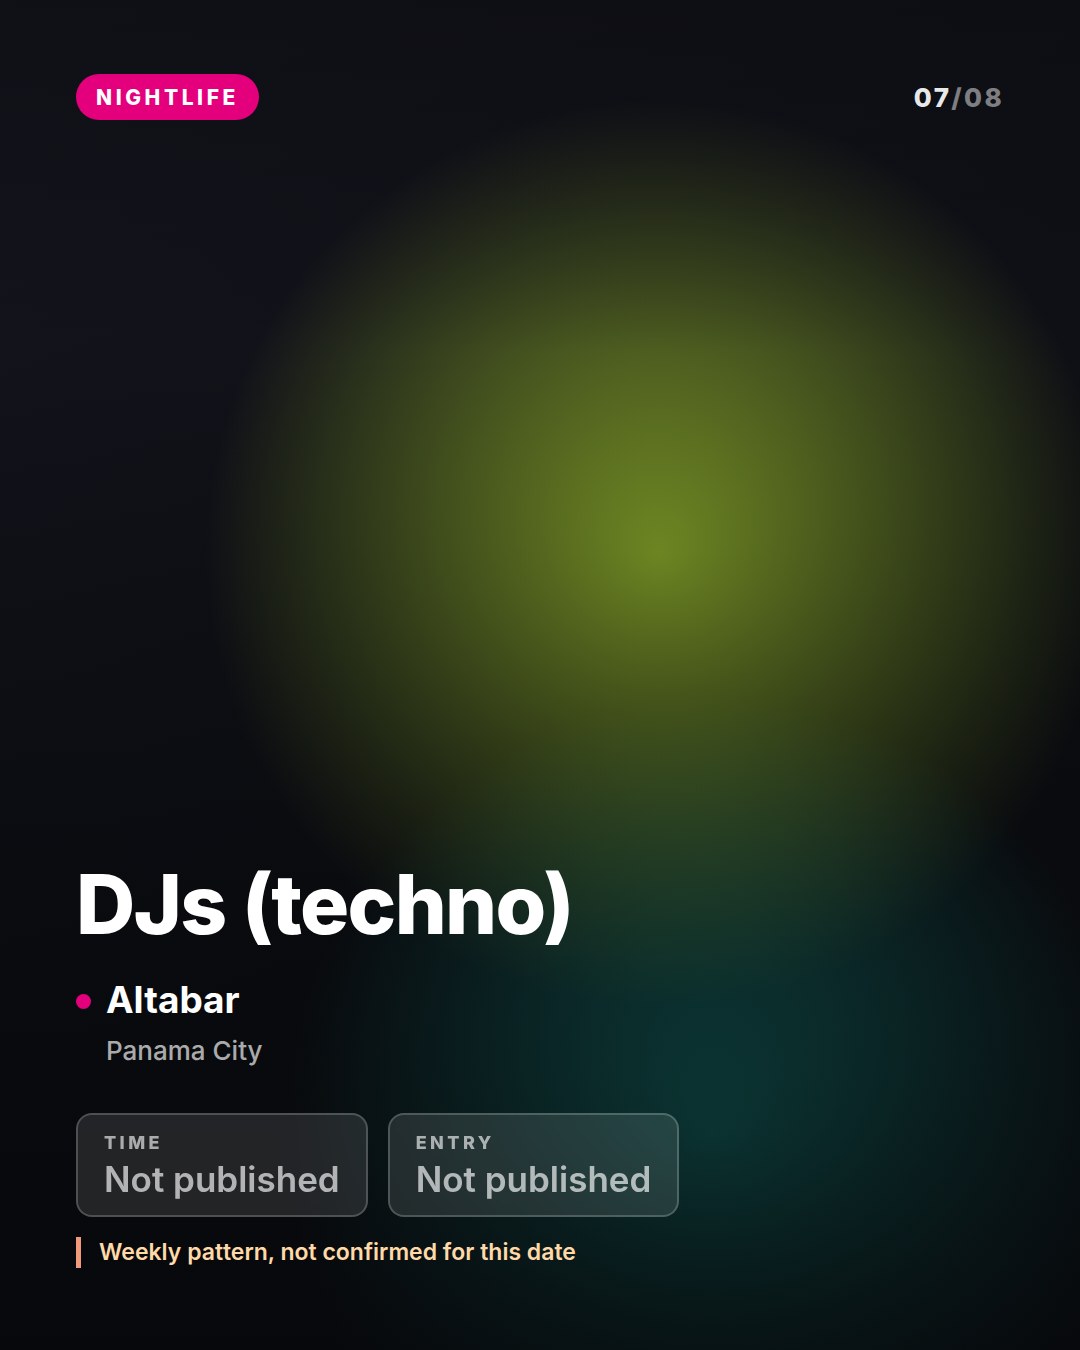 NIGHTLIFE
07/08
DJs (techno)
Altabar
Panama City
TIME
Not published
ENTRY
Not published
Weekly pattern, not confirmed for this date